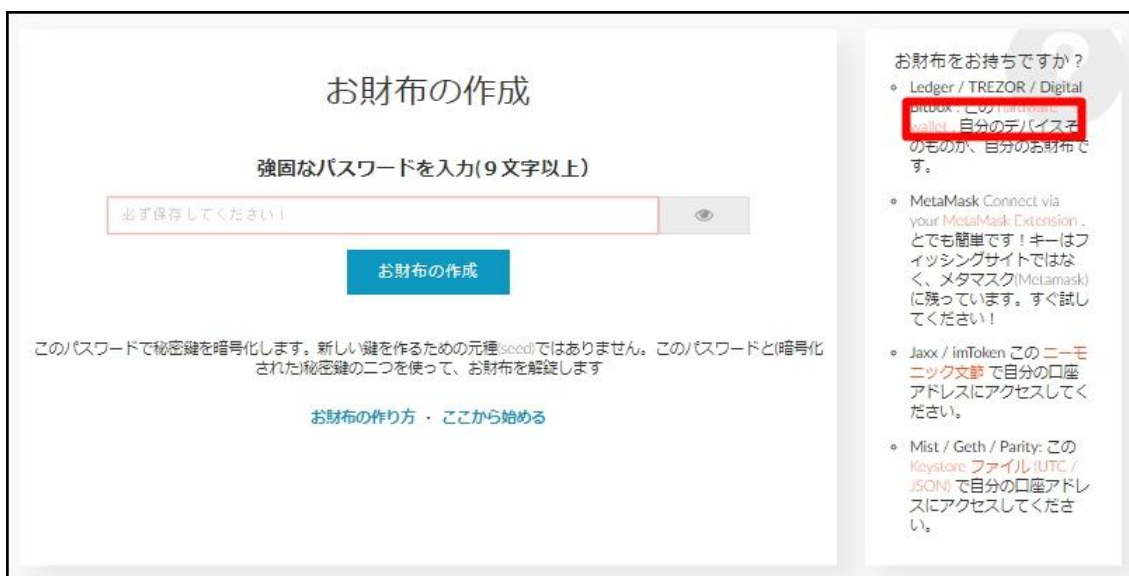 お財布の作成
強固なパスワードを入力(９文字以上)
必ず保存してください！
お財布の作成
このパスワードで秘密鍵を暗号化します。新しい鍵を作るための元種(seed)ではありません。このパスワードと(暗号化
された)秘密鍵の二つを使って、お財布を解錠します
お財布の作り方 · ここから始める
お財布をお持ちですか？
Ledger / TREZOR / Digital
Bitbox : この hardware
wallet . 自分のデバイスそ
のものが、自分のお財布で
す。
MetaMask Connect via
your MetaMask Extension .
とても簡単です！キーはフ
ィッシングサイトではな
く、メタマスク(Metamask)
に残っています。すぐ試し
てください！
Jaxx / imToken この ニーモ
ニック文節 で自分の口座
アドレスにアクセスしてく
ださい。
Mist / Geth / Parity: この
Keystore ファイル (UTC /
JSON) で自分の口座アドレ
スにアクセスしてくださ
い。